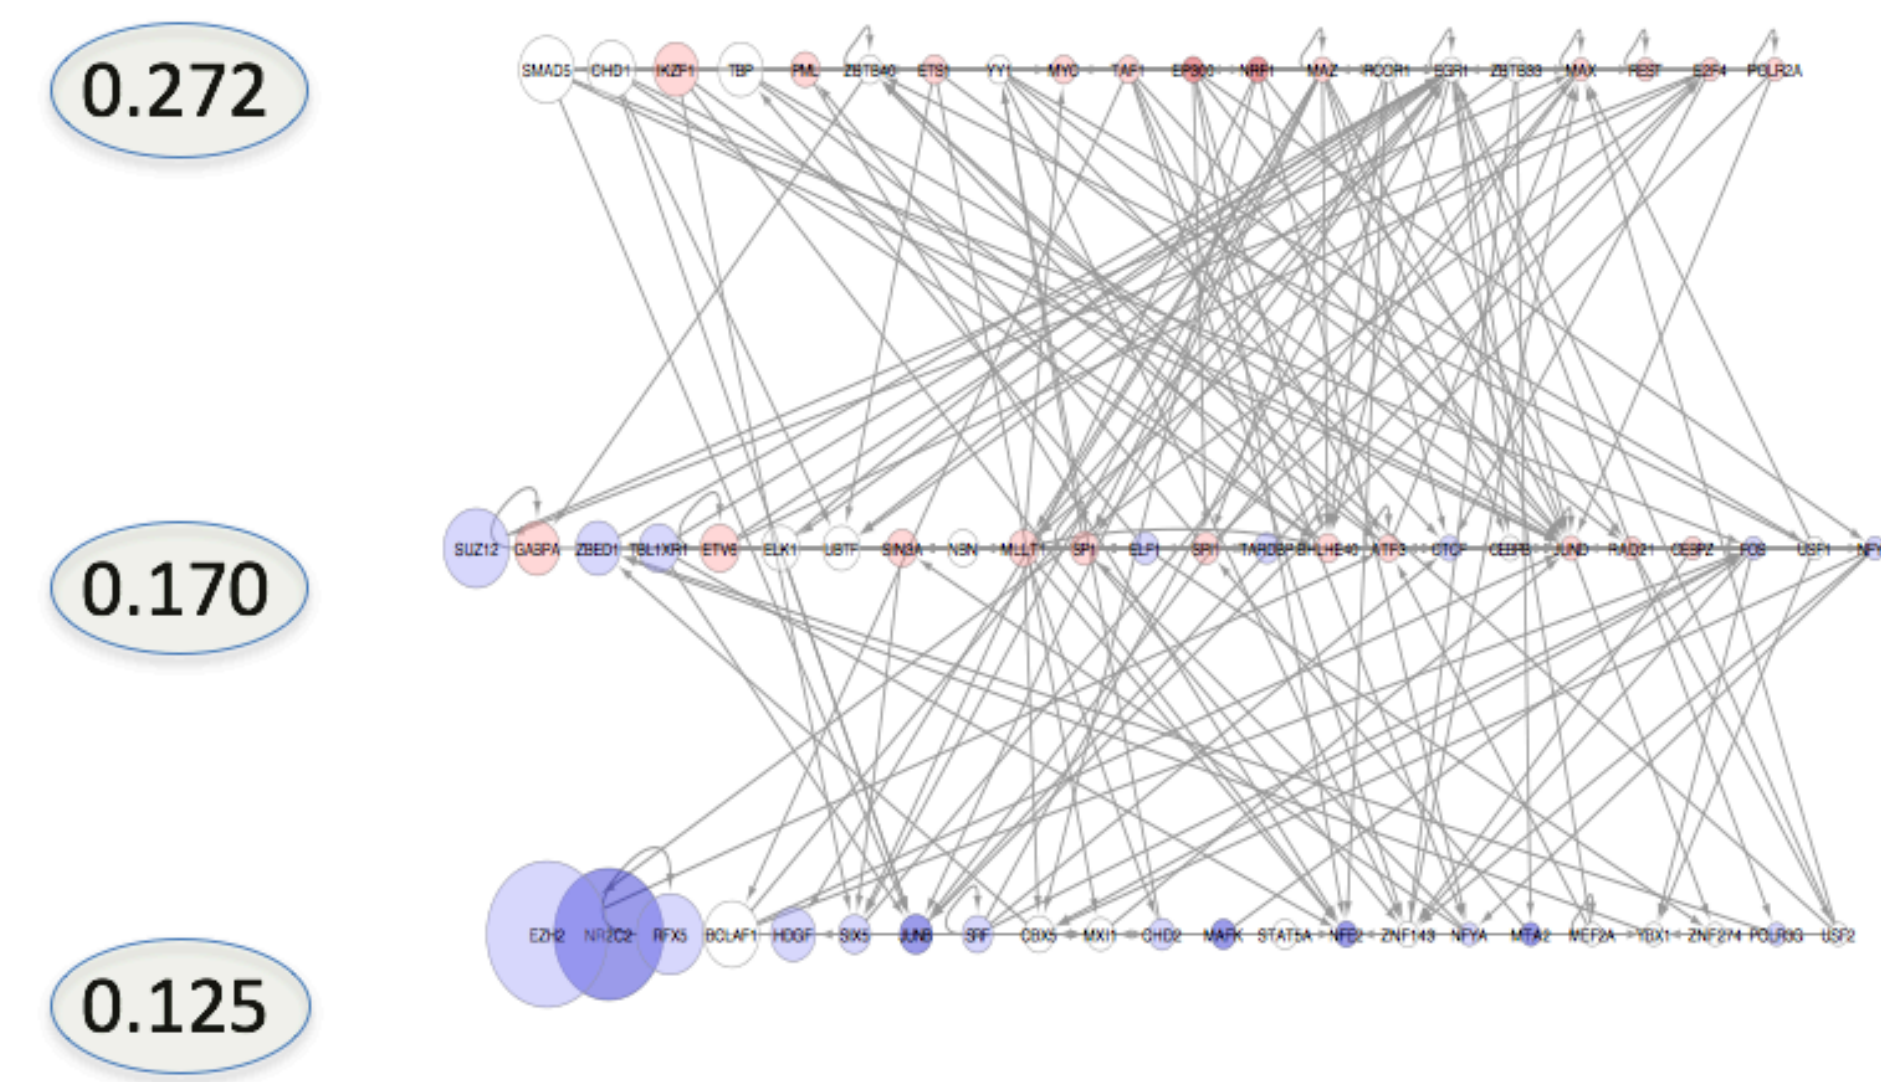 0.272
SMAD5 CHD1 IKZF1 TBP PML ZBTB40 ETS1 YY1 MYC TAF1 EP300 NRF1 MAZ RCOR1 EGR1 ZBTB33 MAX REST E2F4 POLR2A
0.170
SUZ12 GABPA ZBED1 TBL1XR1 ETV6 ELK1 UBTF SIN3A MLLT1 SP1 ELF1 SPI1 TARDBP BHLHE40 ATF3 CTCF CEBPB JUND RAD21 CEBPZ FOS USF1
EZH2 NR2C2 RFX5 BCLAF1 HDGF SIX5 JUNB SRF CBX5 MXI1 CHD2 MAFK STAT5A NFE2 ZNF143 NFYA MTA2 MEF2A YBX1 ZNF274 POLR3G USF2
0.125